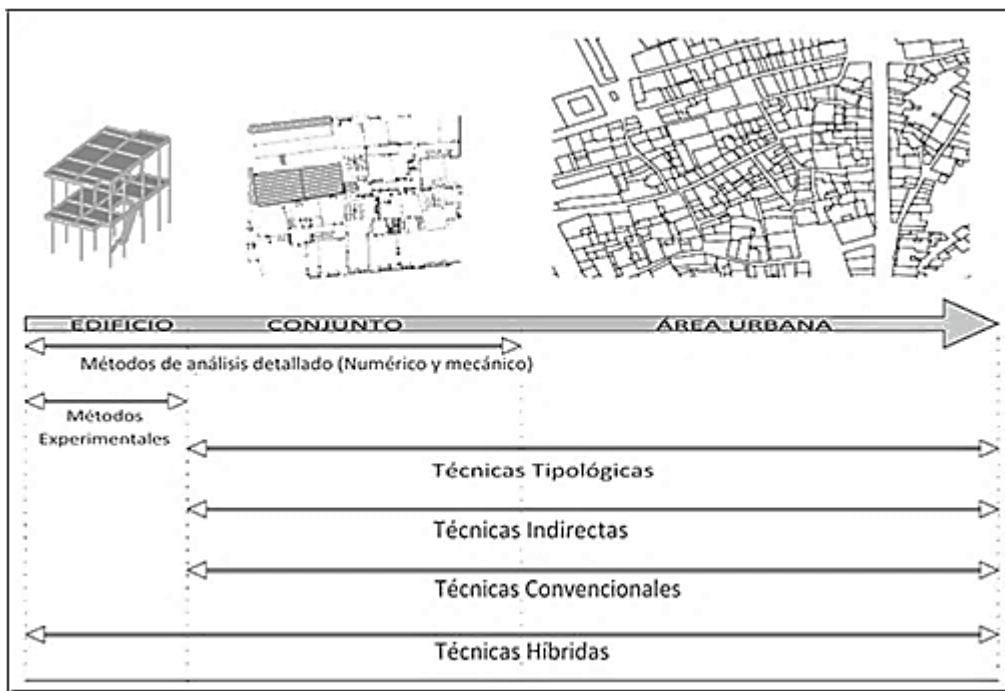 EDIFICIO CONJUNTO ÁREA URBANA
Métodos de análisis detallado (Numérico y mecánico)
Métodos
Experimentales
Técnicas Tipológicas
Técnicas Indirectas
Técnicas Convencionales
Técnicas Híbridas